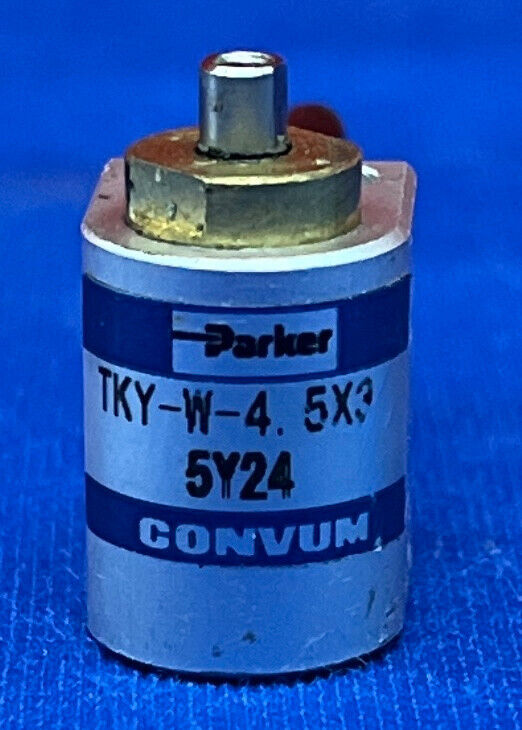 Parker
TKY-W-4. 5X3
5Y24
CONVUM